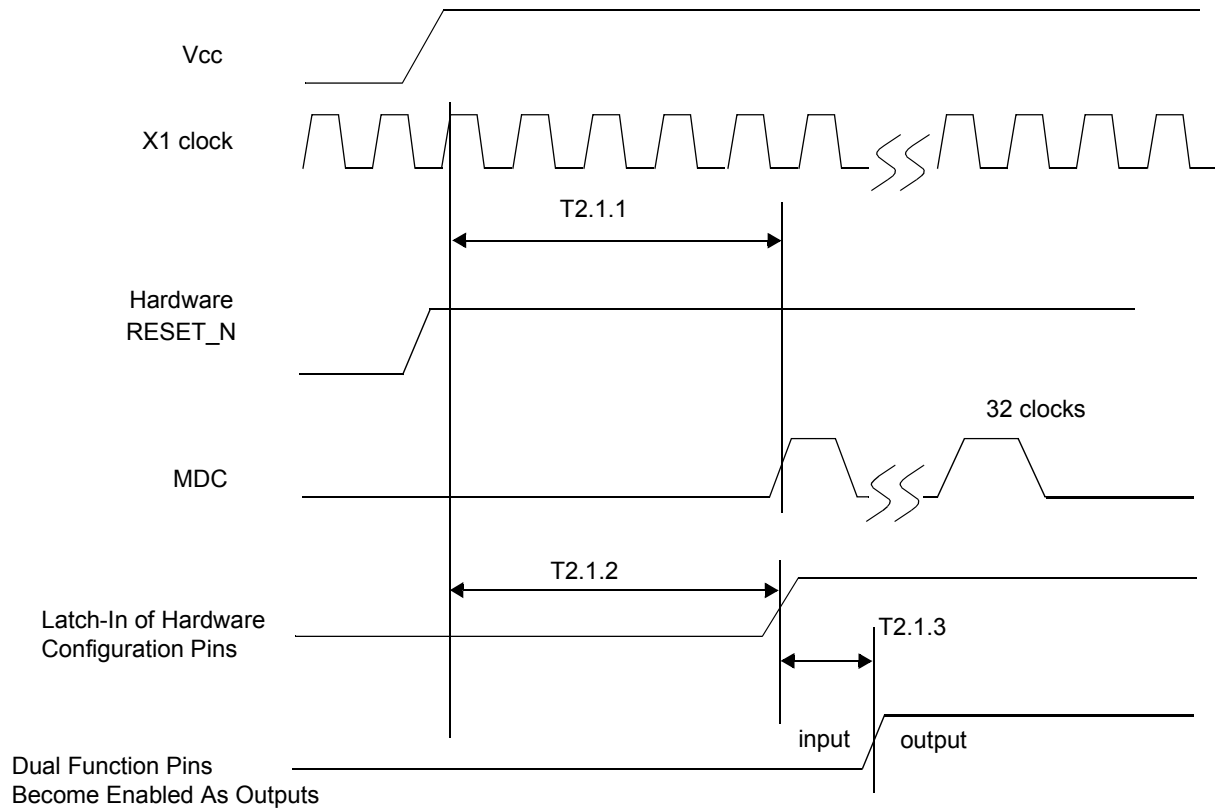 Vcc
X1 clock
T2.1.1
Hardware
RESET_N
32 clocks
MDC
T2.1.2
Latch-In of Hardware
Configuration Pins
T2.1.3
input
output
Dual Function Pins
Become Enabled As Outputs